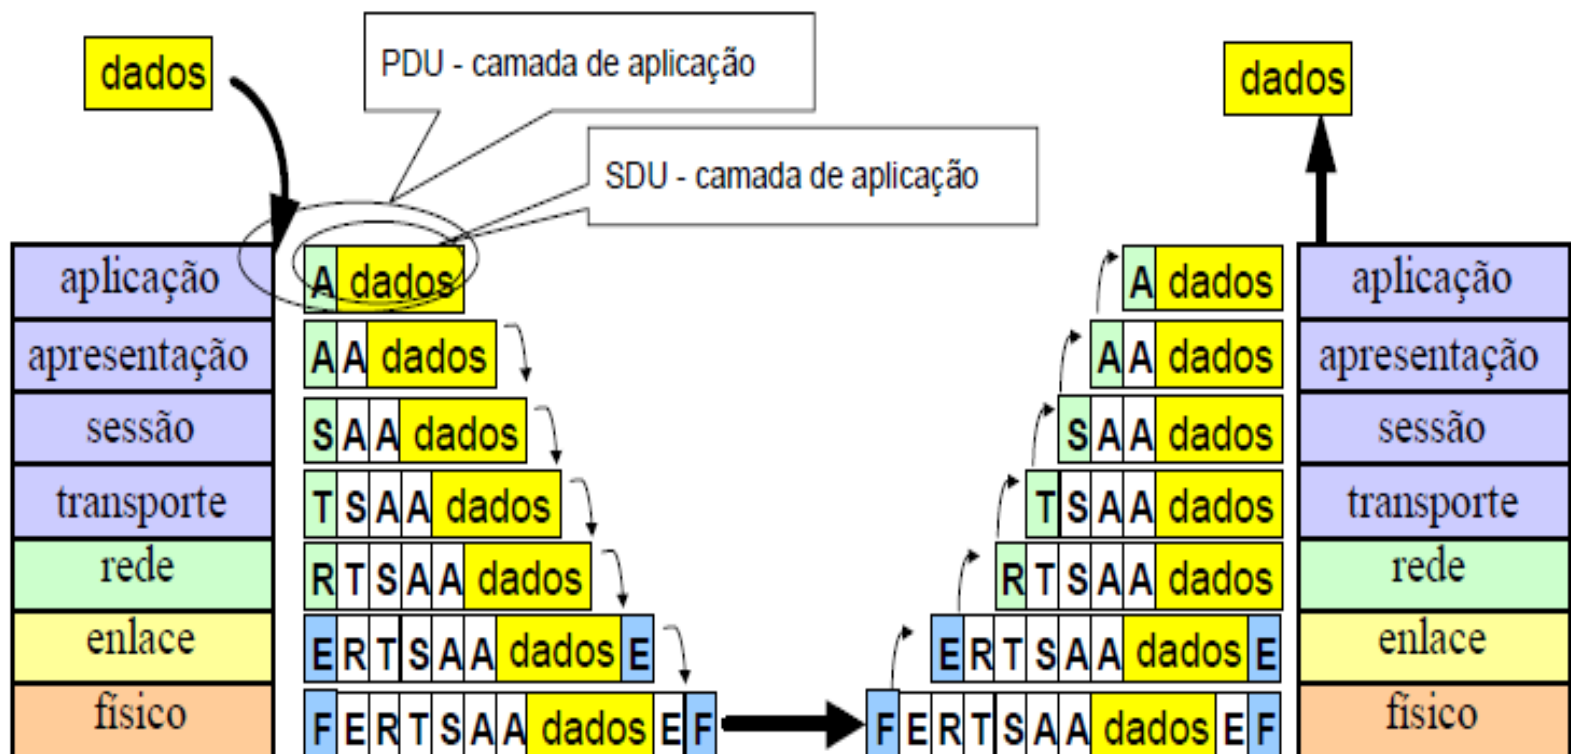 dados
PDU - camada de aplicação
SDU - camada de aplicação
dados
aplicação
A dados
A dados
aplicação
apresentação
A A dados
A A dados
apresentação
sessão
S A A dados
S A A dados
sessão
transporte
T S A A dados
T S A A dados
transporte
rede
R T S A A dados
R T S A A dados
rede
enlace
E R T S A A dados E
E R T S A A dados E
enlace
físico
F E R T S A A dados E F
F E R T S A A dados E F
físico